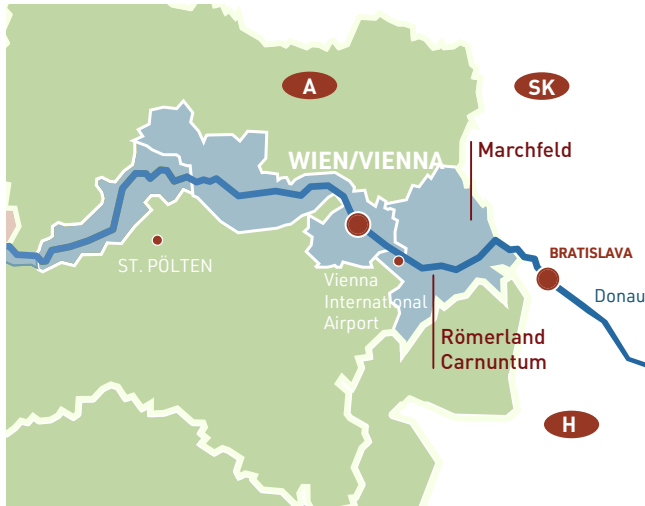 A
SK
WIEN/VIENNA
Marchfeld
BRATISLAVA
ST. PÖLTEN
Vienna
International
Airport
Donau
Römerland
Carnuntum
H